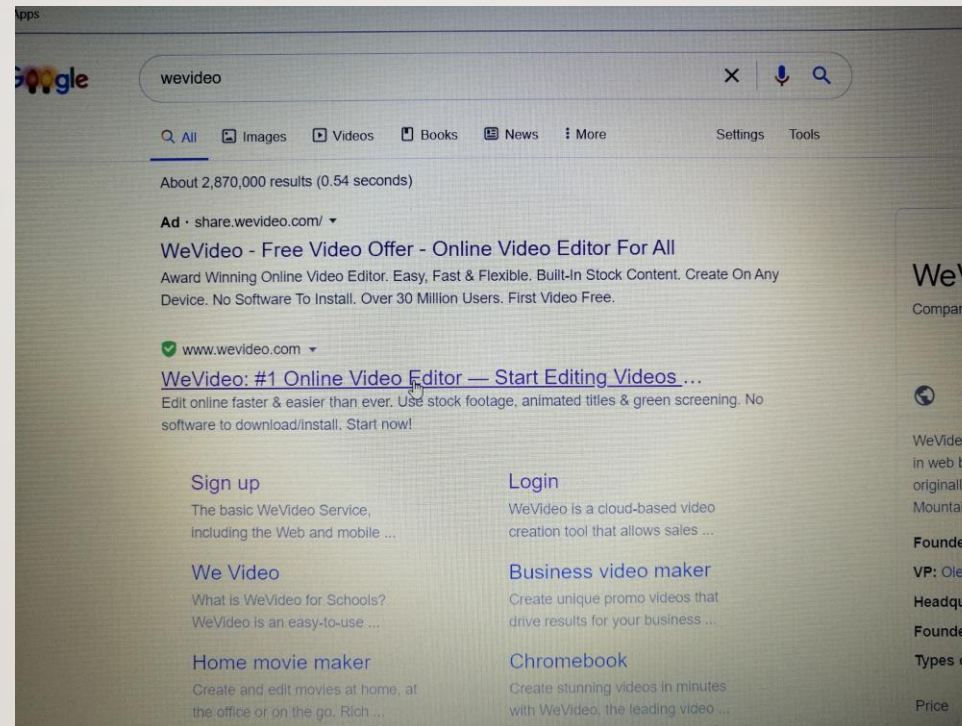 Apps
Google
wevideo
All Images Videos Books News More Settings Tools
About 2,870,000 results (0.54 seconds)
Ad · share.wevideo.com/
WeVideo - Free Video Offer - Online Video Editor For All
Award Winning Online Video Editor. Easy, Fast & Flexible. Built-In Stock Content. Create On Any
Device. No Software To Install. Over 30 Million Users. First Video Free.
www.wevideo.com
WeVideo: #1 Online Video Editor — Start Editing Videos ...
Edit online faster & easier than ever. Use stock footage, animated titles & green screening. No
software to download/install. Start now!
Sign up
The basic WeVideo Service,
including the Web and mobile ...
Login
WeVideo is a cloud-based video
creation tool that allows sales ...
We Video
What is WeVideo for Schools?
WeVideo is an easy-to-use ...
Business video maker
Create unique promo videos that
drive results for your business ...
Home movie maker
Create and edit movies at home, at
the office or on the go. Rich ...
Chromebook
Create stunning videos in minutes
with WeVideo, the leading video ...
in web
VP:
Types
Price